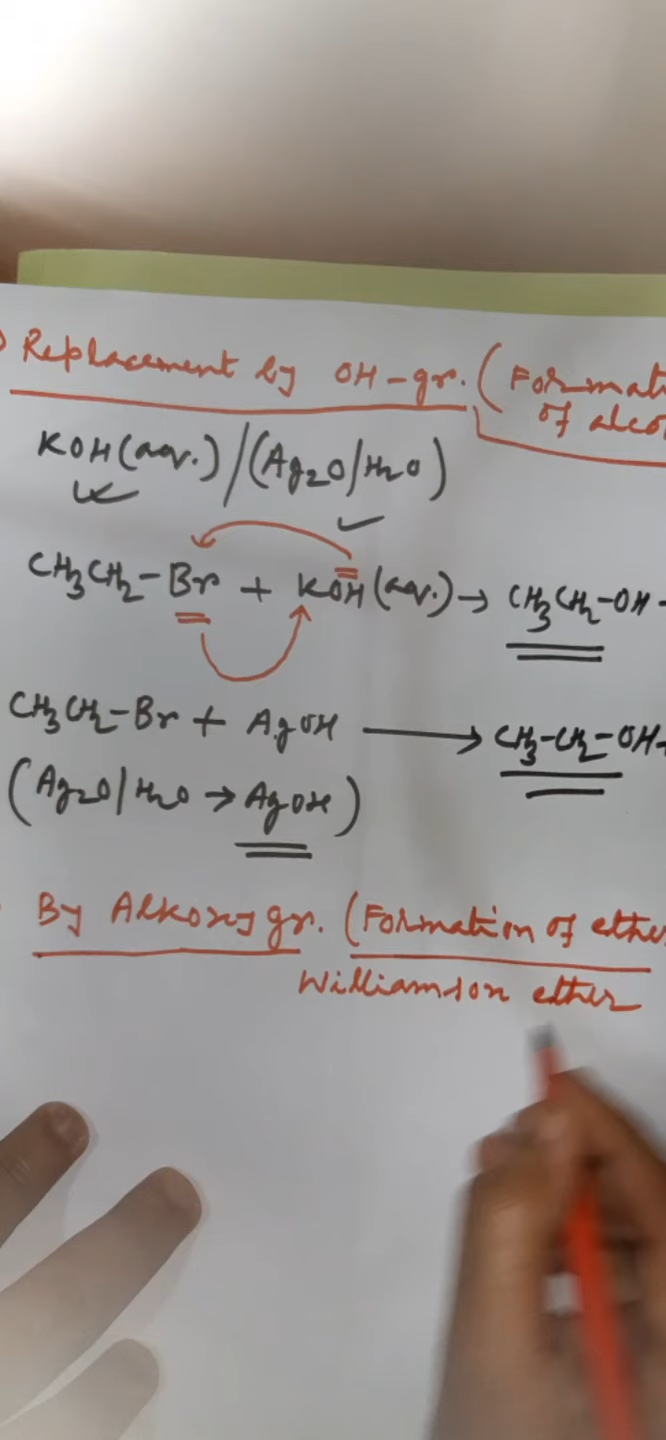 Replacement by OH-gr. (Formati
of alco
KOH(aq.)/(Ag₂O/H₂O)
CH₃CH₂-Br + KOH(aq.) → CH₃CH₂-OH
CH₃CH₂-Br + AgOH → CH₃-CH₂-OH+
(Ag₂O/H₂O → AgOH)
By Alkoxy gr. (Formation of ethe
Williamson ether